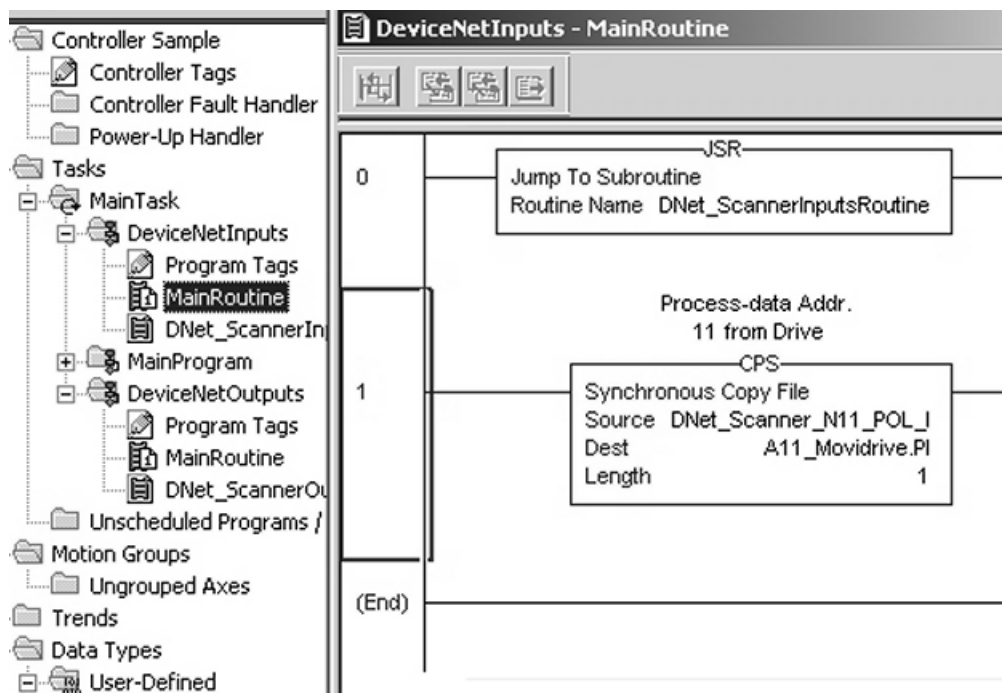 Controller Sample
Controller Tags
Controller Fault Handler
Power-Up Handler
Tasks
MainTask
DeviceNetInputs
Program Tags
MainRoutine
DNet_ScannerIn
MainProgram
DeviceNetOutputs
Program Tags
MainRoutine
DNet_ScannerOu
Unscheduled Programs /
Motion Groups
Ungrouped Axes
Trends
Data Types
User-Defined
DeviceNetInputs - MainRoutine
0
JSR
Jump To Subroutine
Routine Name DNet_ScannerInputsRoutine
Process-data Addr.
11 from Drive
1
CPS
Synchronous Copy File
Source DNet_Scanner_N11_POL_I
Dest A11_Movidrive.PI
Length 1
(End)